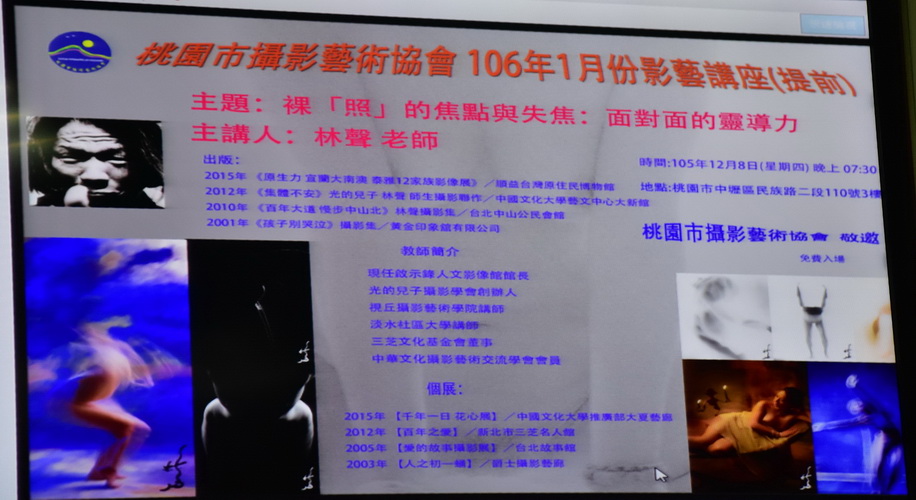 桃園市攝影藝術協會 106年1月份影藝講座(提前)
主題：裸「照」的焦點與失焦：面對面的靈導力
主講人：林聲 老師
出版：
2015年 《原生力 宜蘭大南澳 泰雅12家族影像展》／順益台灣原住民博物館
2012年 《集體不安》光的兒子 林聲 師生攝影聯作／中國文化大學藝文中心大新館
2010年 《百年大道 慢步中山北》林聲攝影集／台北中山公民會館
2001年《孩子別哭泣》攝影集／黃金印象舘有限公司
時間:105年12月8日(星期四) 晚上 07:30
地點:桃園市中壢區民族路二段110號3樓
桃園市攝影藝術協會 敬邀
免費入場
教師簡介
現任啟示錄人文影像館館長
光的兒子攝影學會創辦人
視丘攝影藝術學院講師
淡水社區大學講師
三芝文化基金會董事
中華文化攝影藝術交流學會會員
個展：
2015年 【千年一日 花心展】／中國文化大學推廣部大夏藝廊
2012年 【百年之愛】／新北市三芝名人館
2005年 【愛的故事攝影展】／台北故事館
2003年 【人之初一鏡】／爵士攝影藝廊